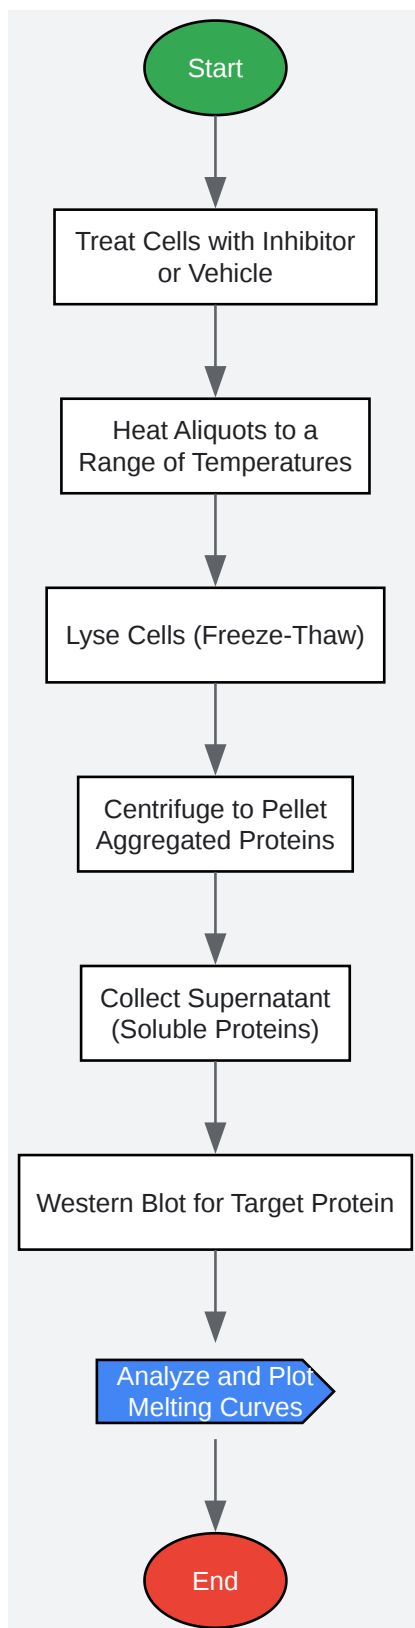 Start
Treat Cells with Inhibitor
or Vehicle
Heat Aliquots to a
Range of Temperatures
Lyse Cells (Freeze-Thaw)
Centrifuge to Pellet
Aggregated Proteins
Collect Supernatant
(Soluble Proteins)
Western Blot for Target Protein
Analyze and Plot
Melting Curves
End